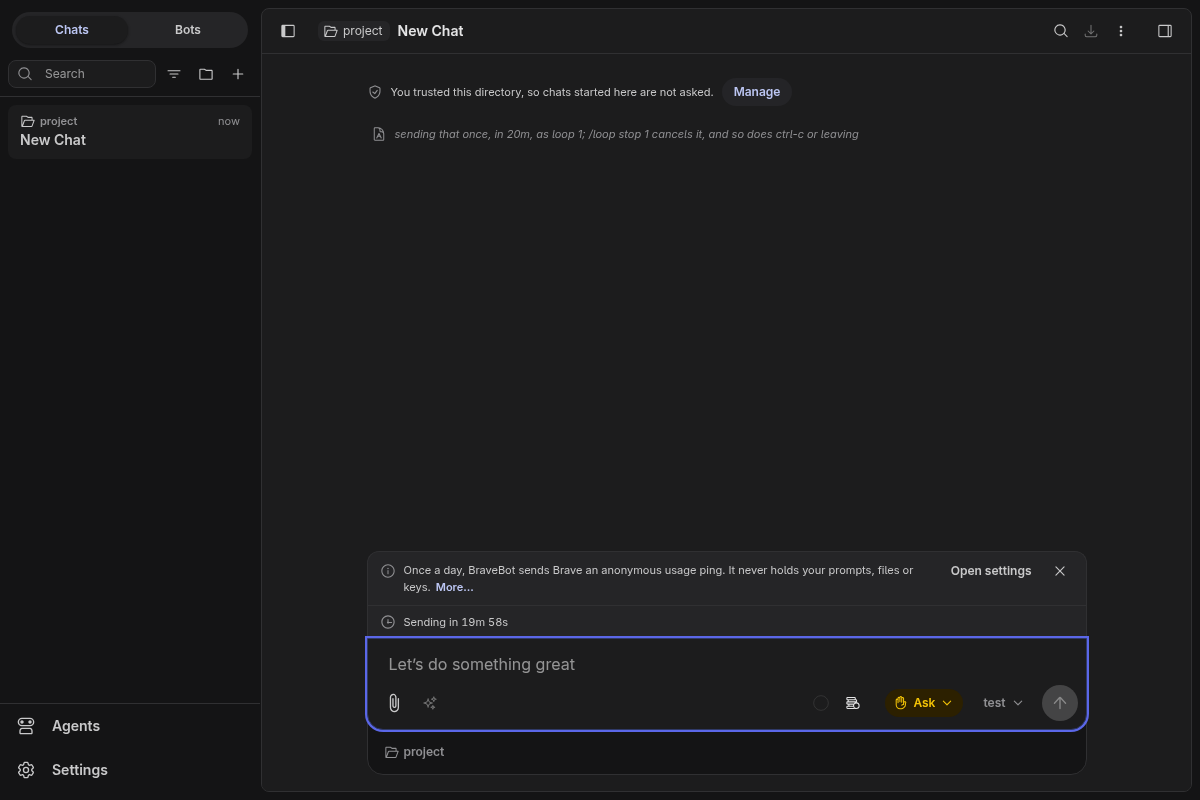 Chats
Bots
Search
project
now
New Chat
Agents
Settings
project
New Chat
You trusted this directory, so chats started here are not asked.
Manage
sending that once, in 20m, as loop 1; /loop stop 1 cancels it, and so does ctrl-c or leaving
Once a day, BraveBot sends Brave an anonymous usage ping. It never holds your prompts, files or
keys. More...
Open settings
Sending in 19m 58s
Let's do something great
Ask
test
project